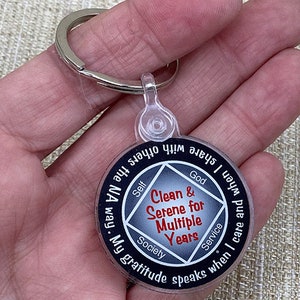 My gratitude speaks when I care and when I share with others the NA way.
Self
God
Clean &
Serene for
Multiple
Years
Society
Service